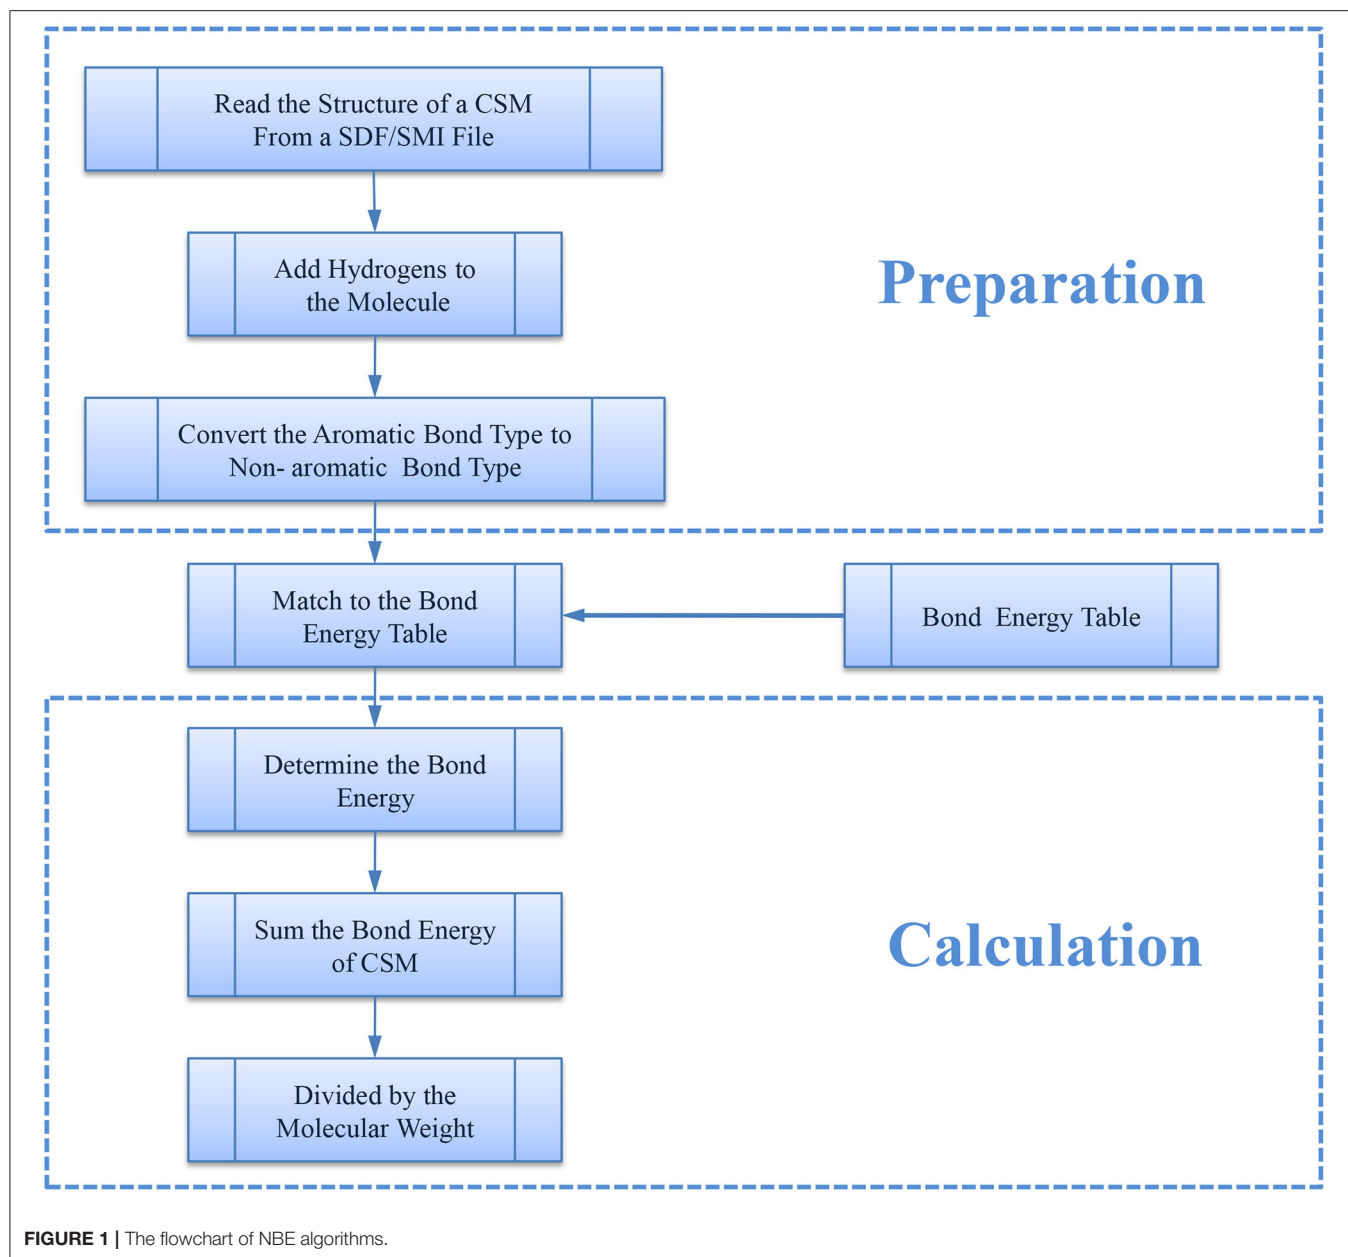 Read the Structure of a CSM
From a SDF/SMI File
Add Hydrogens to
the Molecule
Preparation
Convert the Aromatic Bond Type to
Non- aromatic Bond Type
Match to the Bond
Energy Table
Bond Energy Table
Determine the Bond
Energy
Sum the Bond Energy
of CSM
Calculation
Divided by the
Molecular Weight
FIGURE 1 | The flowchart of NBE algorithms.